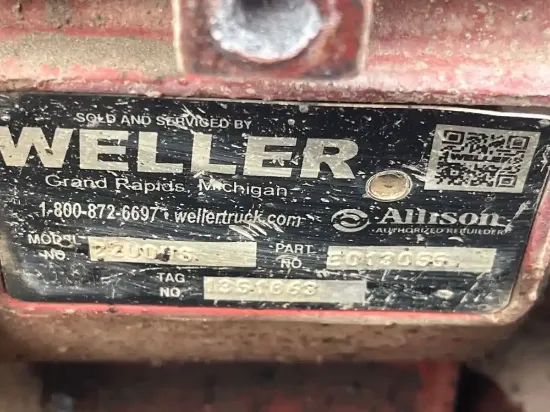 SOLD AND SERVICED BY
WELLER
Grand Rapids, Michigan
1-800-872-6697 • wellertruck.com
Allison
AUTHORIZED REBUILDER
MODEL NO.
PART NO.
TAG NO. 1351853